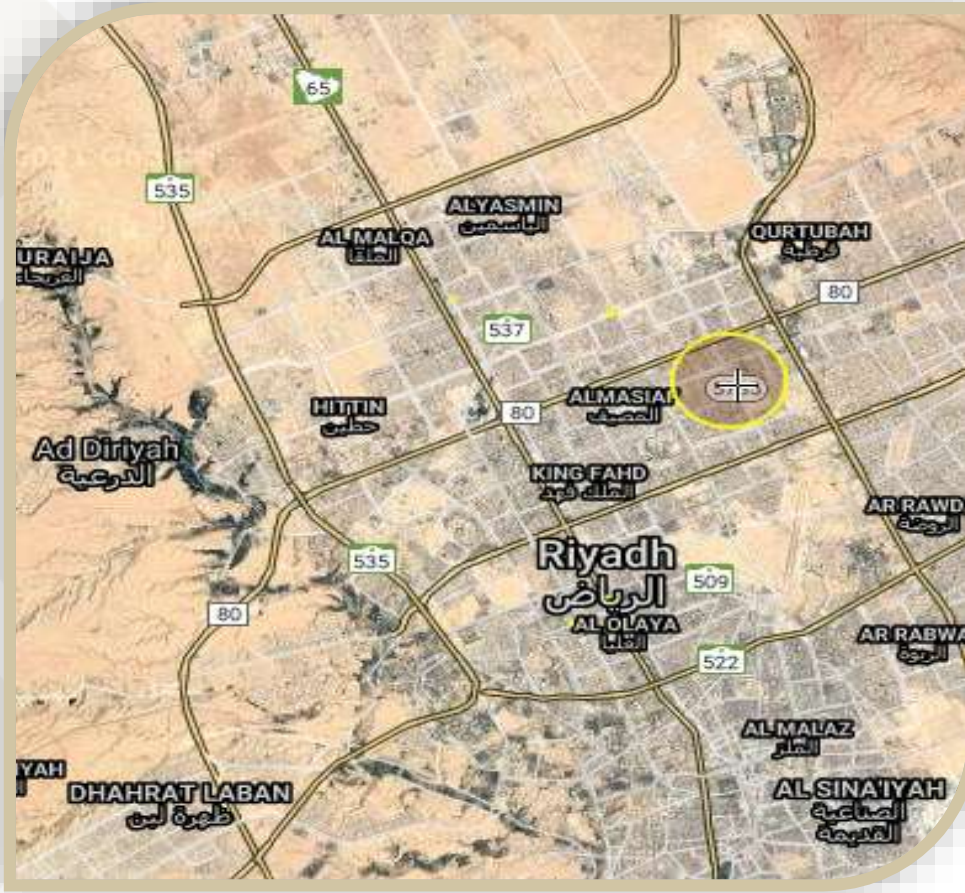 65
535
ALYASMIN
الياسمين
AL MALQA
الملقا
QURTUBAH
قرطبة
URAIJA
80
537
ALMASIAF
المصيف
HITTIN
حطين
80
Ad Diriyah
الدرعية
KING FAHD
الملك فهد
AR RAWD
الروضة
Riyadh
الرياض
535
509
80
AL OLAYA
العليا
522
AR RABWA
الربوة
AL MALAZ
الملز
YAH
DHAHRAT LABAN
ظهرة لبن
AL SINA'IYAH
الصناعية
القديمة